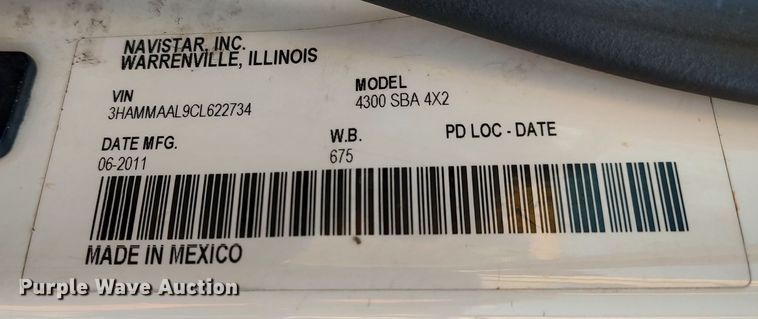 NAVISTAR, INC.
WARRENVILLE, ILLINOIS
VIN MODEL
3HAMMAAL9CL622734 4300 SBA 4X2
DATE MFG. W.B. PD LOC - DATE
06-2011 675
MADE IN MEXICO
Purple Wave Auction